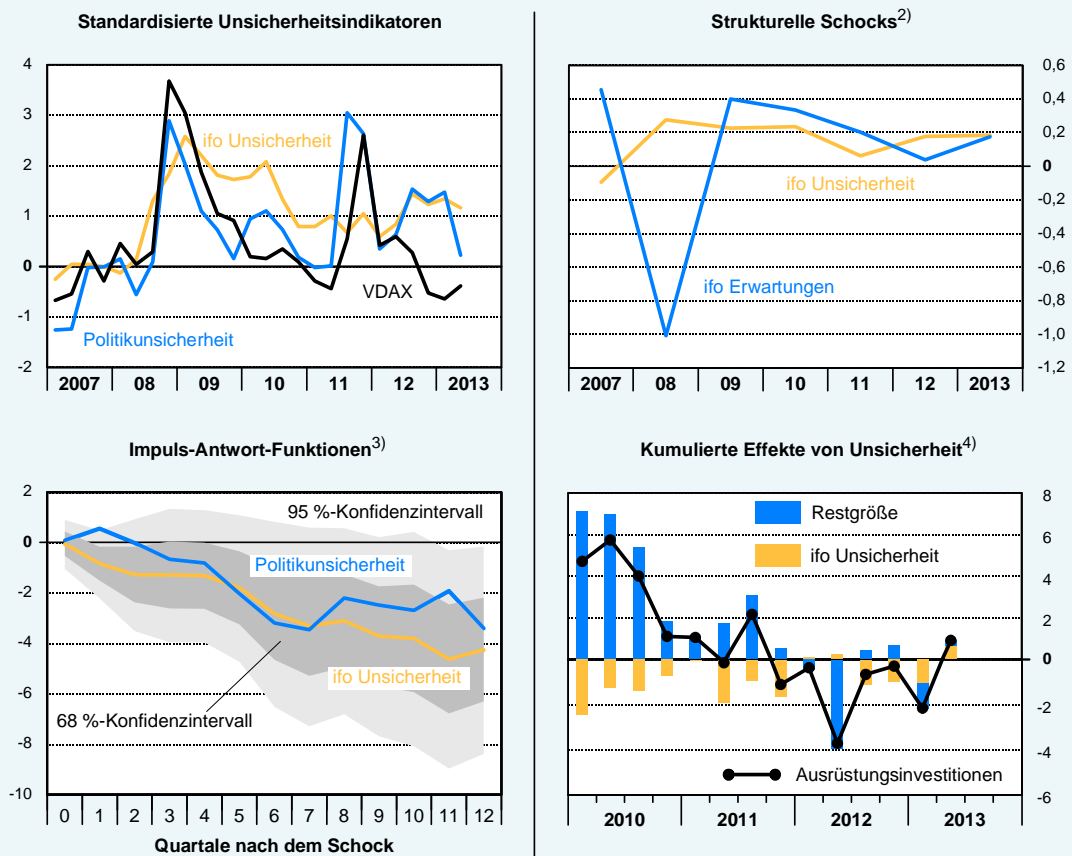 Standardisierte Unsicherheitsindikatoren
4
3
2
1
0
-1
-2
ifo Unsicherheit
VDAX
Politikunsicherheit
2007 08 09 10 11 12 2013
Strukturelle Schocks2)
0,6
0,4
0,2
0
-0,2
-0,4
-0,6
-0,8
-1,0
-1,2
ifo Unsicherheit
ifo Erwartungen
2007 08 09 10 11 12 2013
Impuls-Antwort-Funktionen3)
2
0
-2
-4
-6
-8
-10
95 %-Konfidenzintervall
Politikunsicherheit
ifo Unsicherheit
68 %-Konfidenzintervall
0 1 2 3 4 5 6 7 8 9 10 11 12
Quartale nach dem Schock
Kumulierte Effekte von Unsicherheit4)
8
6
4
2
0
-2
-4
-6
Restgröße
ifo Unsicherheit
Ausrüstungsinvestitionen
2010 2011 2012 2013